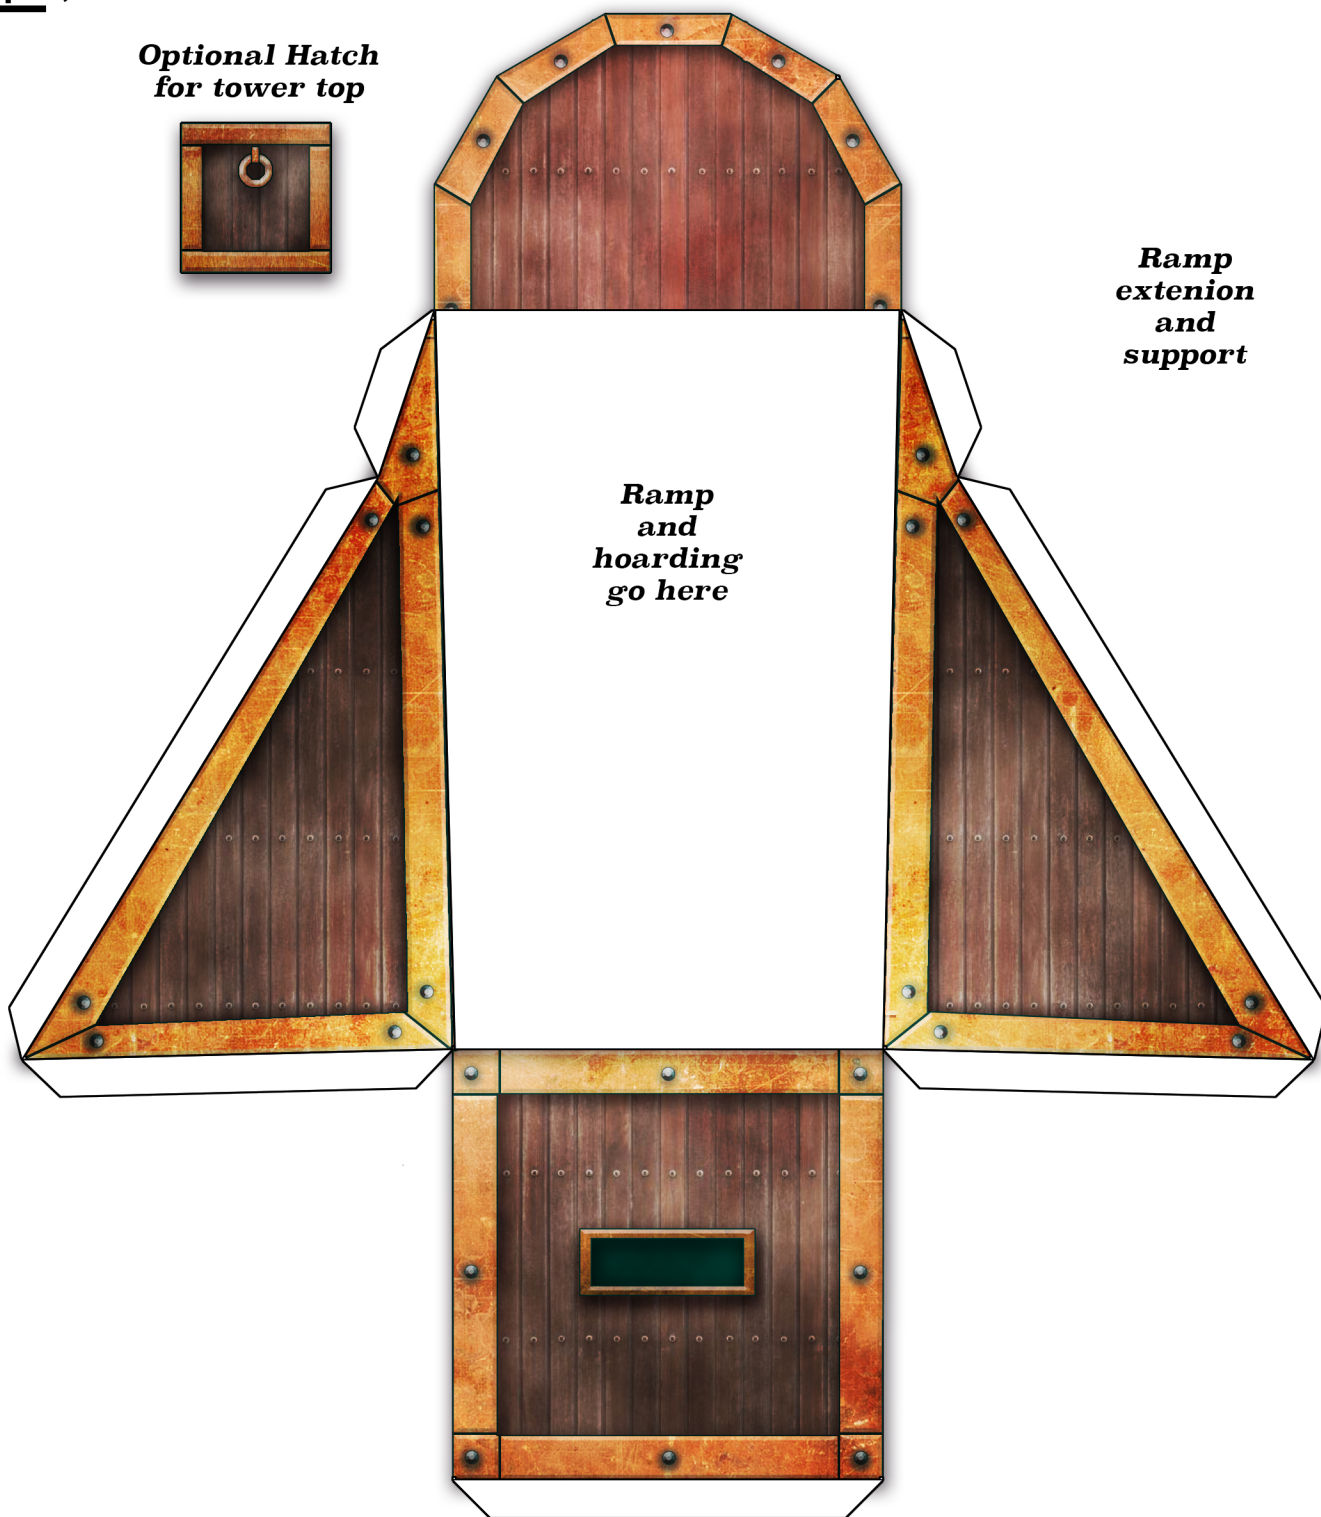 Optional Hatch
for tower top
Ramp
extenion
and
support
Ramp
and
hoarding
go here